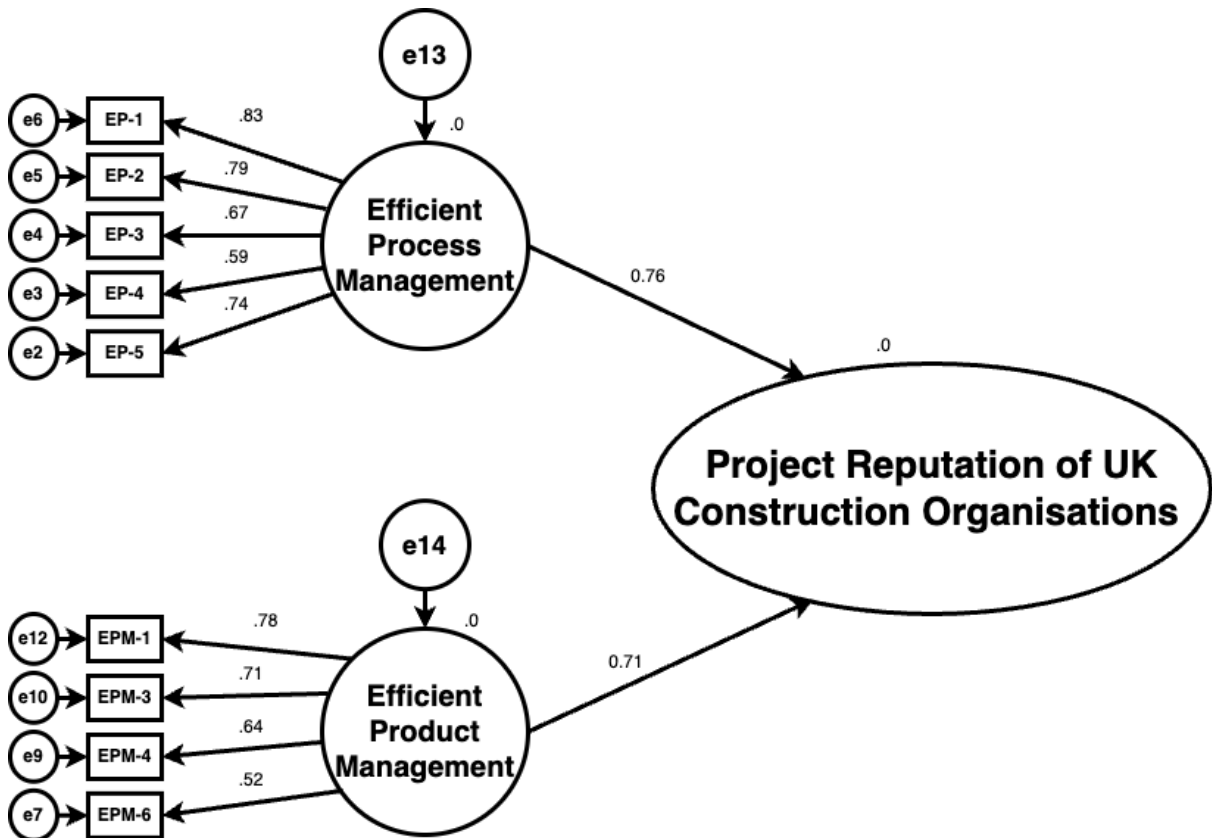 e13
.0
e6
EP-1
.83
e5
EP-2
.79
e4
EP-3
.67
e3
EP-4
.59
e2
EP-5
.74
Efficient
Process
Management
0.76
.0
Project Reputation of UK
Construction Organisations
e14
.0
e12
EPM-1
.78
e10
EPM-3
.71
e9
EPM-4
.64
e7
EPM-6
.52
Efficient
Product
Management
0.71